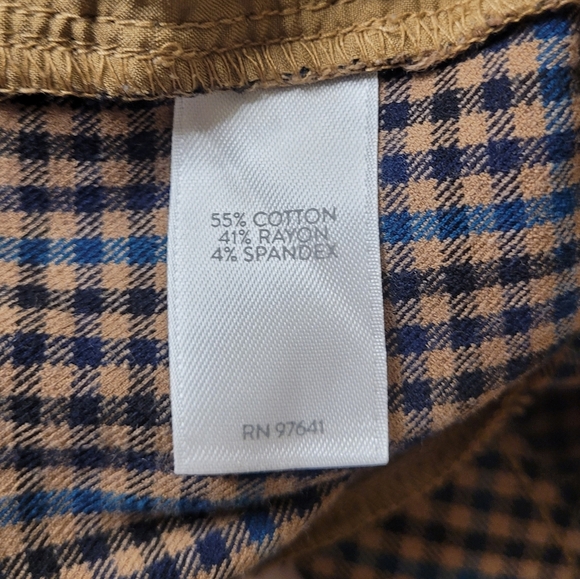 55% COTTON
41% RAYON
4% SPANDEX
RN 97641